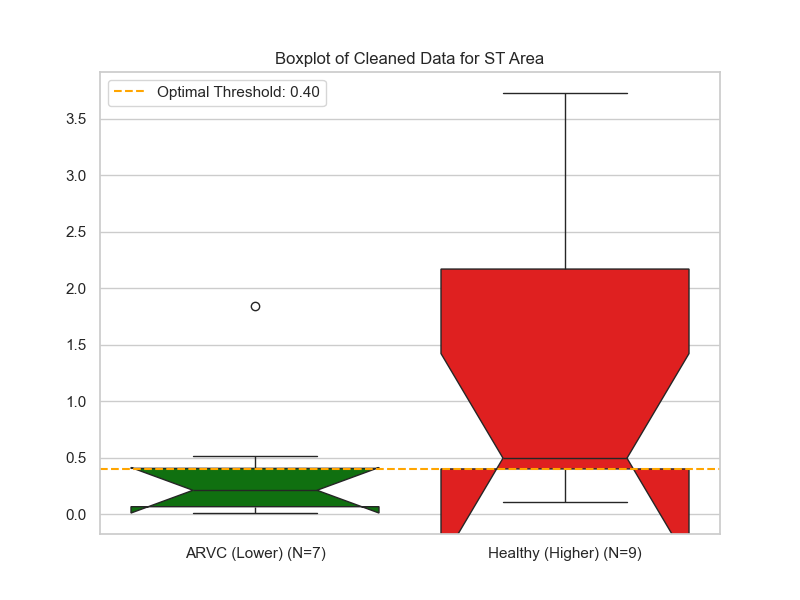 Boxplot of Cleaned Data for ST Area
Optimal Threshold: 0.40
3.5
3.0
2.5
2.0
1.5
1.0
0.5
0.0
ARVC (Lower) (N=7)
Healthy (Higher) (N=9)